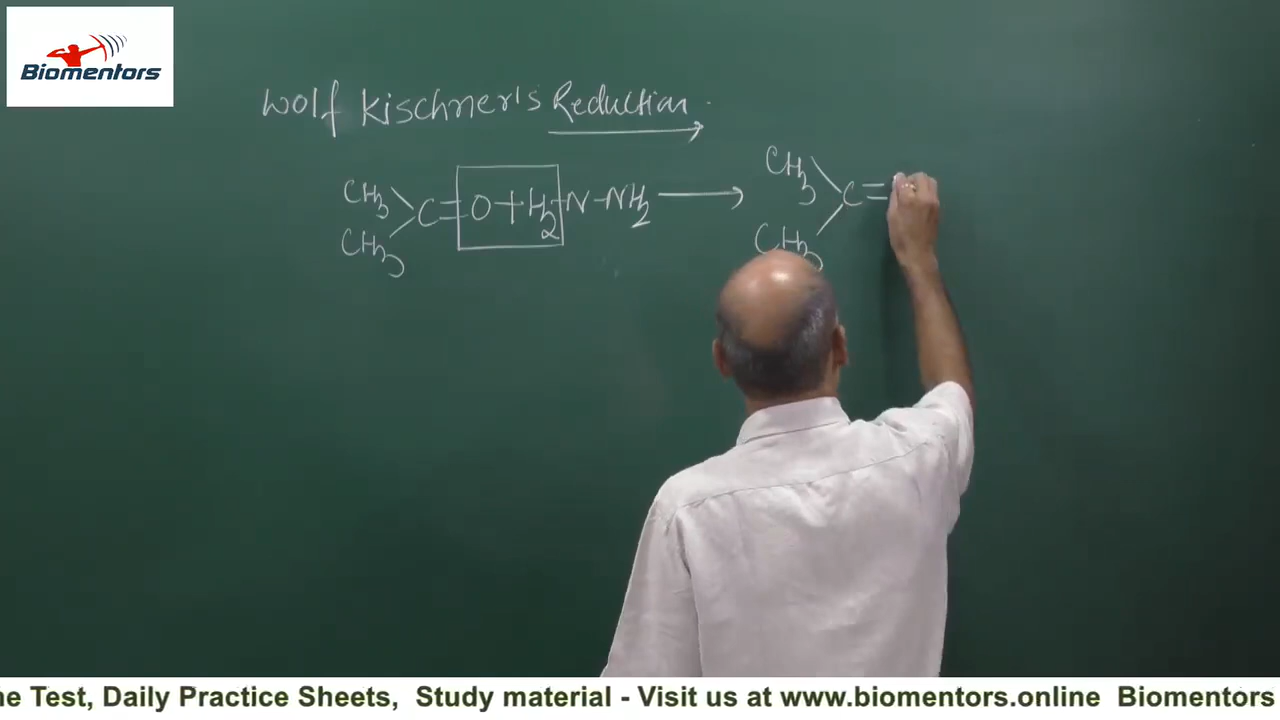 Biomentors
Wolf Kischner's Reduction
CH3 CH3 C=O+H2N-NH2 → CH3 CH3 C=
ne Test, Daily Practice Sheets, Study material - Visit us at www.biomentors.online Biomentors